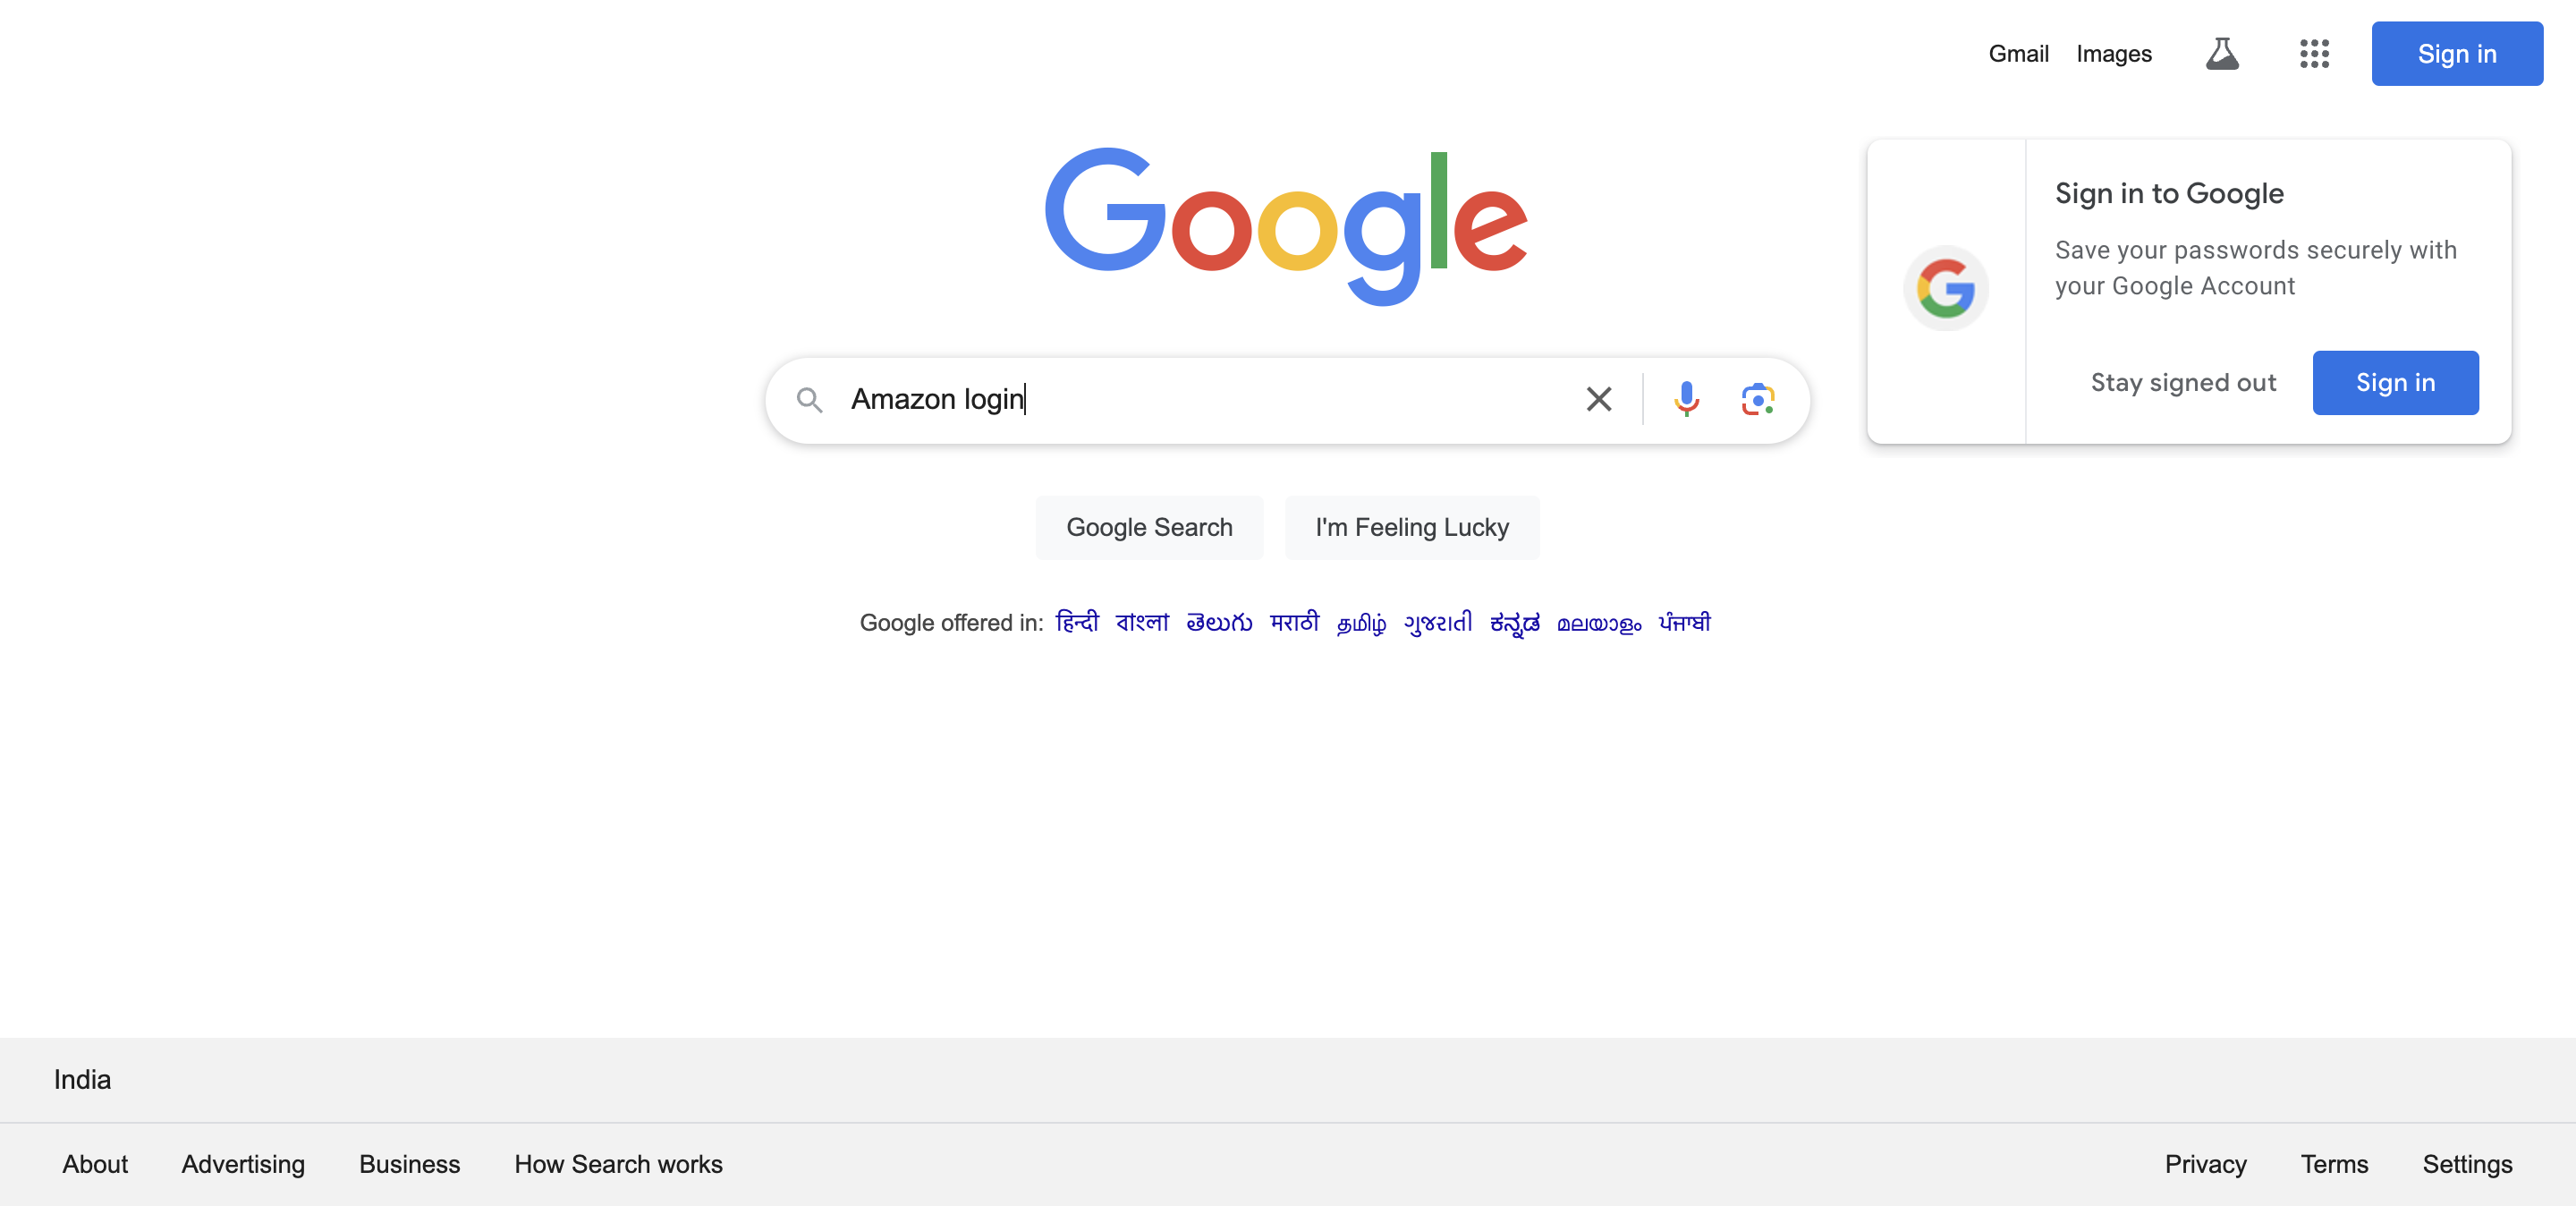 Gmail Images Sign in
Google
Sign in to Google
Save your passwords securely with
your Google Account
Stay signed out Sign in
Amazon login
Google Search I'm Feeling Lucky
Google offered in: हिन्दी বাংলা తెలుగు मराठी தமிழ் ગુજરાતી ಕನ್ನಡ മലയാളം ਪੰਜਾਬੀ
India
About Advertising Business How Search works Privacy Terms Settings